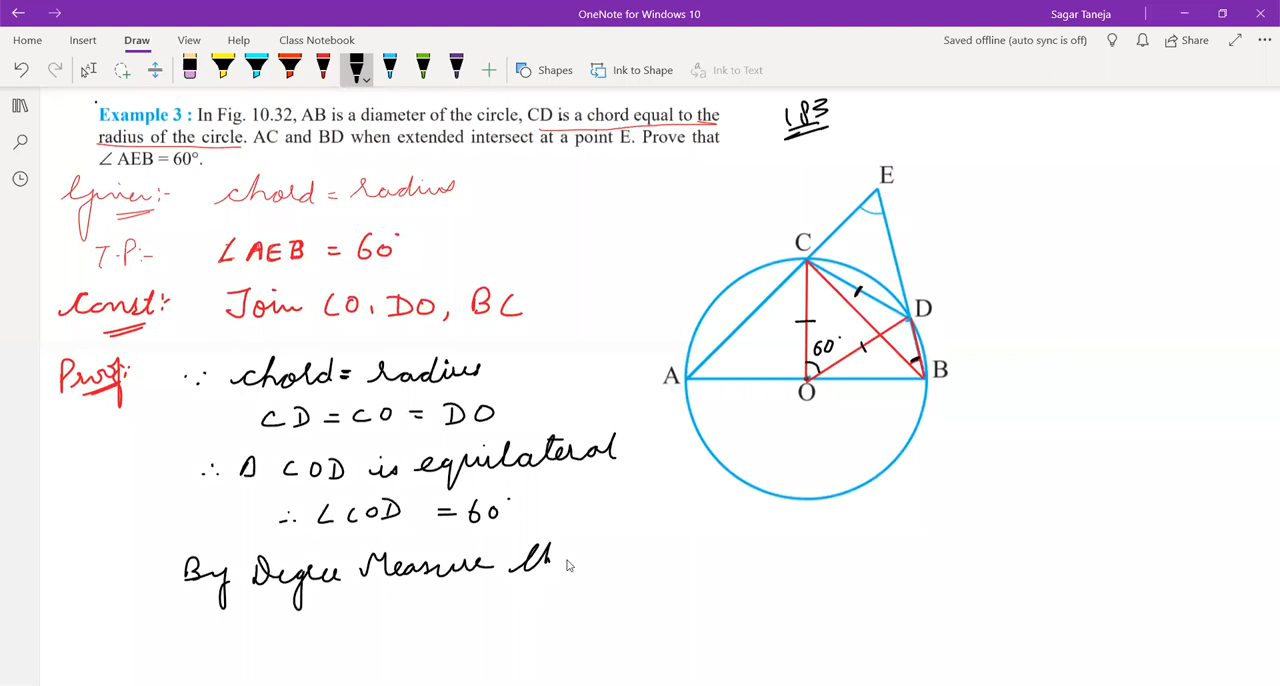 OneNote for Windows 10
Sagar Taneja
Home Insert Draw View Help Class Notebook
Saved offline (auto sync is off) Share
Shapes Ink to Shape Ink to Text
Example 3 : In Fig. 10.32, AB is a diameter of the circle, CD is a chord equal to the
radius of the circle. AC and BD when extended intersect at a point E. Prove that
∠ AEB = 60°.
183
Given:- chord = radius
T.P:- ∠AEB = 60°
Const: Join CO, DO, BC
Proof: ∵ chord = radius
CD = CO = DO
∴ Δ COD is equilateral
∴ ∠COD = 60°
By Degree Measure th
E
C
D
60°
A
B
O